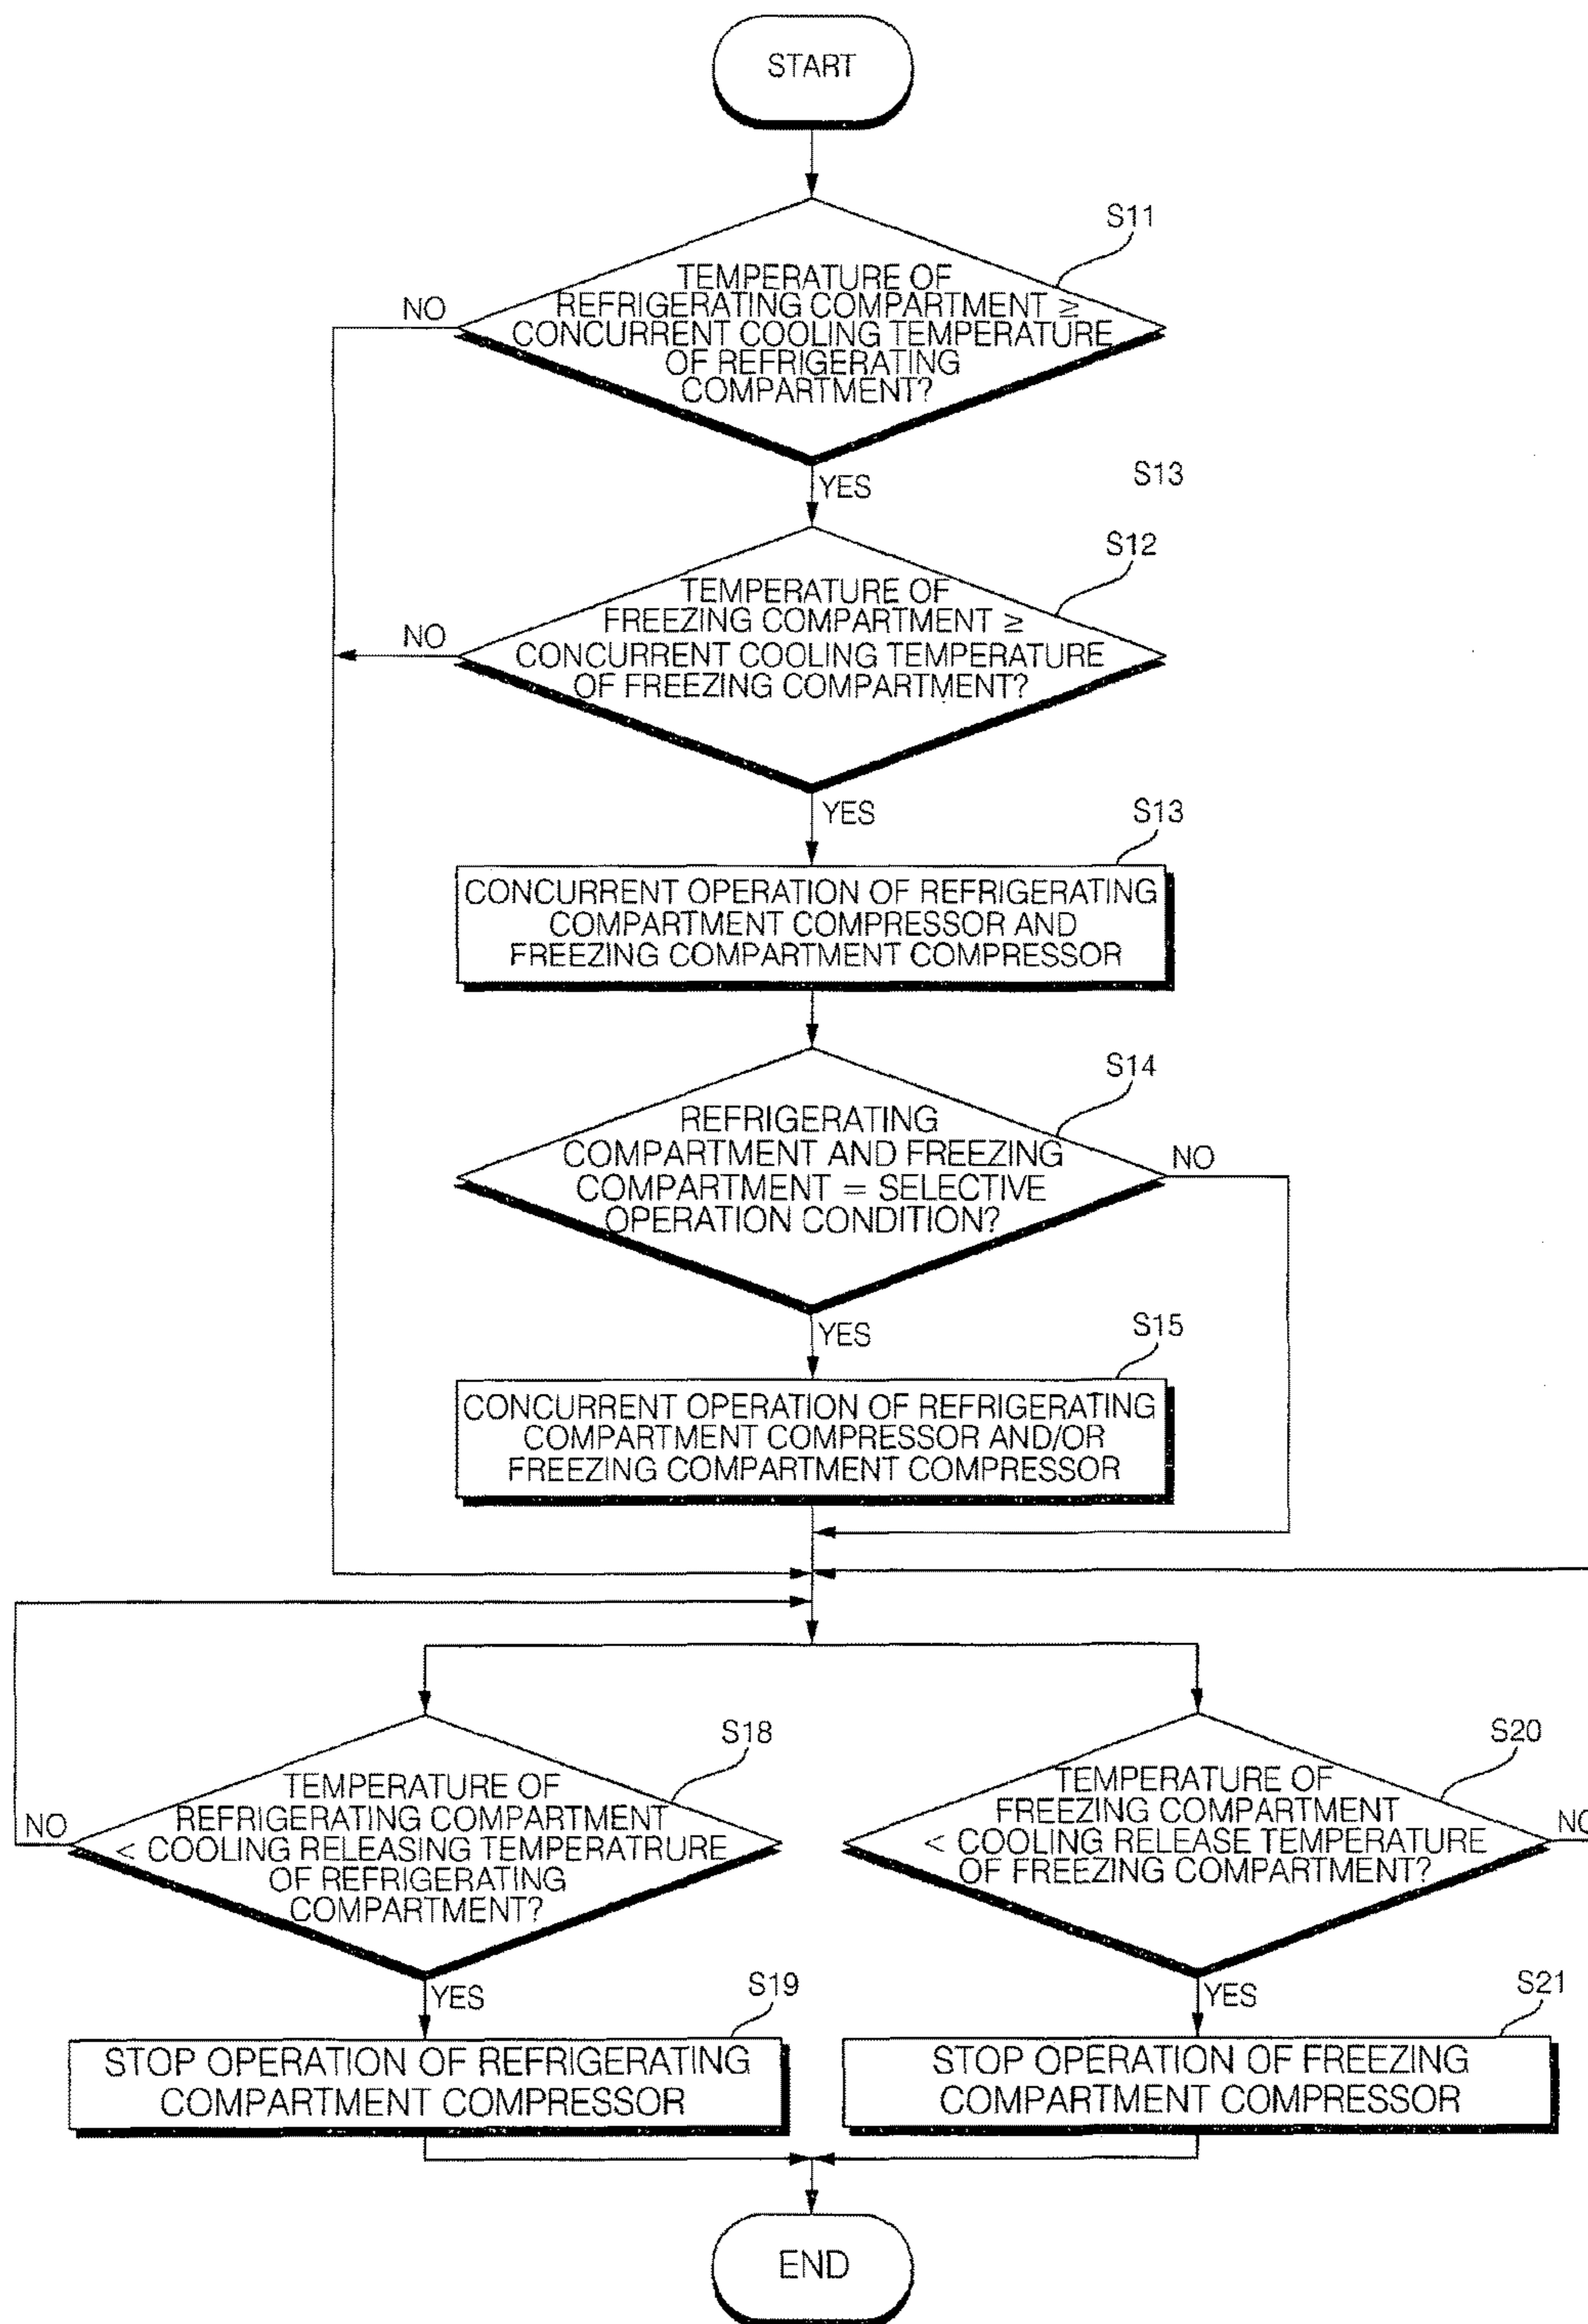 START
S11
TEMPERATURE OF
REFRIGERATING COMPARTMENT ≥
CONCURRENT COOLING TEMPERATURE
OF REFRIGERATING
COMPARTMENT?
NO
YES
S13
S12
TEMPERATURE OF
FREEZING COMPARTMENT ≥
CONCURRENT COOLING TEMPERATURE
OF FREEZING COMPARTMENT?
NO
YES
S13
CONCURRENT OPERATION OF REFRIGERATING
COMPARTMENT COMPRESSOR AND
FREEZING COMPARTMENT COMPRESSOR
S14
REFRIGERATING
COMPARTMENT AND FREEZING
COMPARTMENT = SELECTIVE
OPERATION CONDITION?
NO
YES
S15
CONCURRENT OPERATION OF REFRIGERATING
COMPARTMENT COMPRESSOR AND/OR
FREEZING COMPARTMENT COMPRESSOR
S18
TEMPERATURE OF
REFRIGERATING COMPARTMENT
< COOLING RELEASING TEMPERATRURE
OF REFRIGERATING
COMPARTMENT?
NO
YES
S20
TEMPERATURE OF
FREEZING COMPARTMENT
< COOLING RELEASE TEMPERATURE
OF FREEZING COMPARTMENT?
NO
YES
S19
STOP OPERATION OF REFRIGERATING
COMPARTMENT COMPRESSOR
S21
STOP OPERATION OF FREEZING
COMPARTMENT COMPRESSOR
END